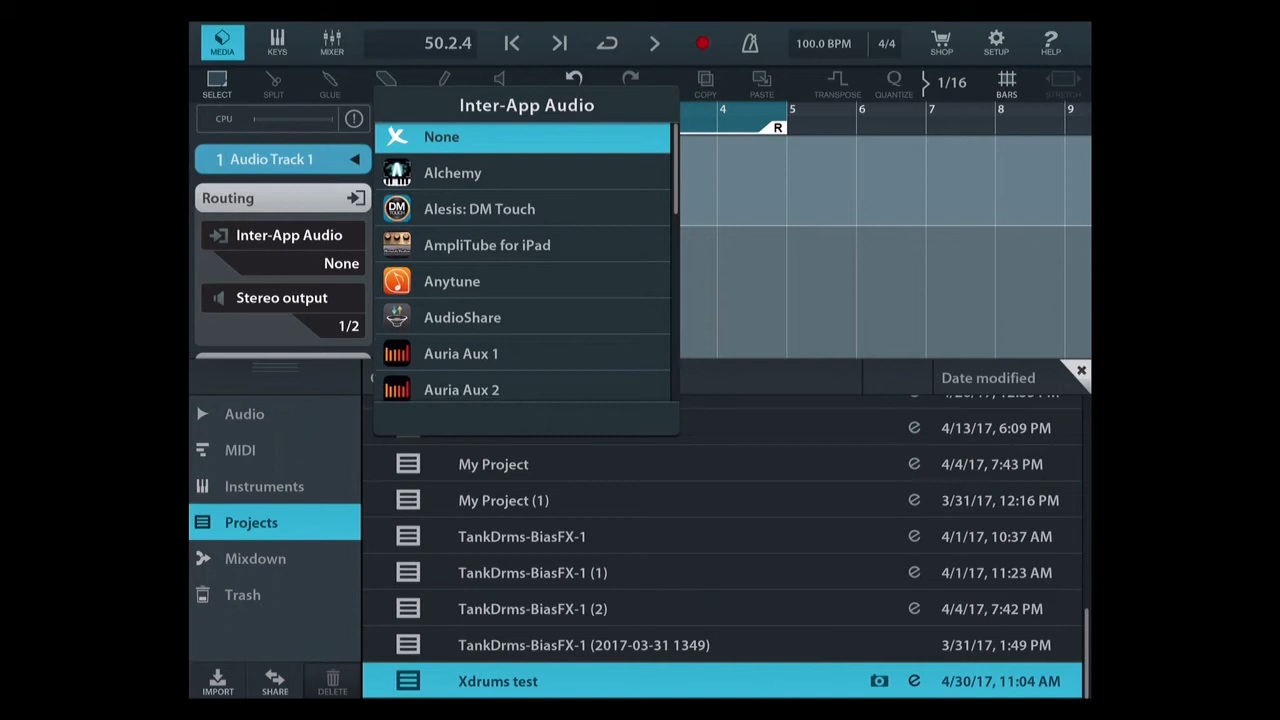 MEDIA
KEYS
MIXER
50.2.4
100.0 BPM
4/4
SHOP
SETUP
HELP
SELECT
SPLIT
GLUE
COPY
PASTE
TRANSPOSE
Q
QUANTIZE
1/16
BARS
STRETCH
CPU
Inter-App Audio
4
5
6
7
8
9
R
None
1 Audio Track 1
Alchemy
Routing
DM
TOUCH
Alesis: DM Touch
Inter-App Audio
None
AmpliTube for iPad
Anytune
Stereo output
1/2
AudioShare
Auria Aux 1
Auria Aux 2
Date modified
Audio
MIDI
Instruments
Projects
Mixdown
Trash
4/13/17, 6:09 PM
My Project
4/4/17, 7:43 PM
My Project (1)
3/31/17, 12:16 PM
TankDrms-BiasFX-1
4/1/17, 10:37 AM
TankDrms-BiasFX-1 (1)
4/1/17, 11:23 AM
TankDrms-BiasFX-1 (2)
4/4/17, 7:42 PM
TankDrms-BiasFX-1 (2017-03-31 1349)
3/31/17, 1:49 PM
Xdrums test
4/30/17, 11:04 AM
IMPORT
SHARE
DELETE